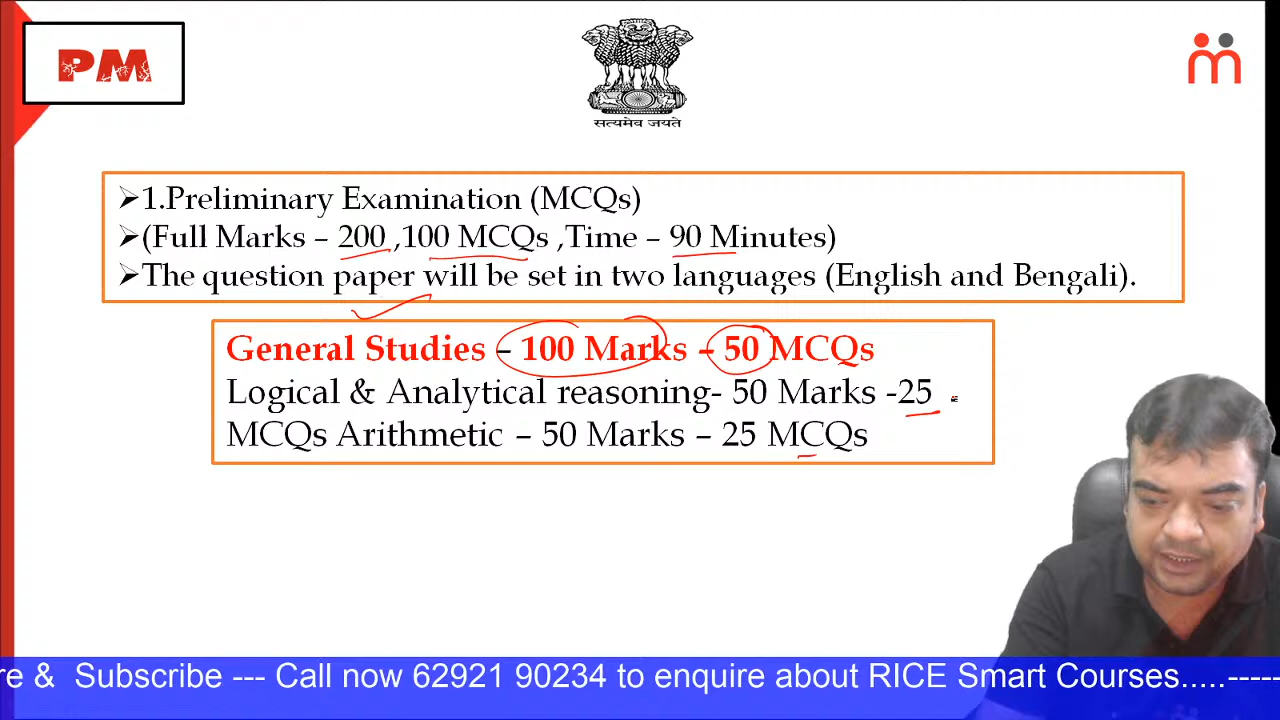 PM
सत्यमेव जयते
➢1.Preliminary Examination (MCQs)
➢(Full Marks – 200 ,100 MCQs ,Time – 90 Minutes)
➢The question paper will be set in two languages (English and Bengali).
General Studies – 100 Marks – 50 MCQs
Logical & Analytical reasoning- 50 Marks -25
MCQs Arithmetic – 50 Marks – 25 MCQs
re & Subscribe --- Call now 62921 90234 to enquire about RICE Smart Courses.....-----